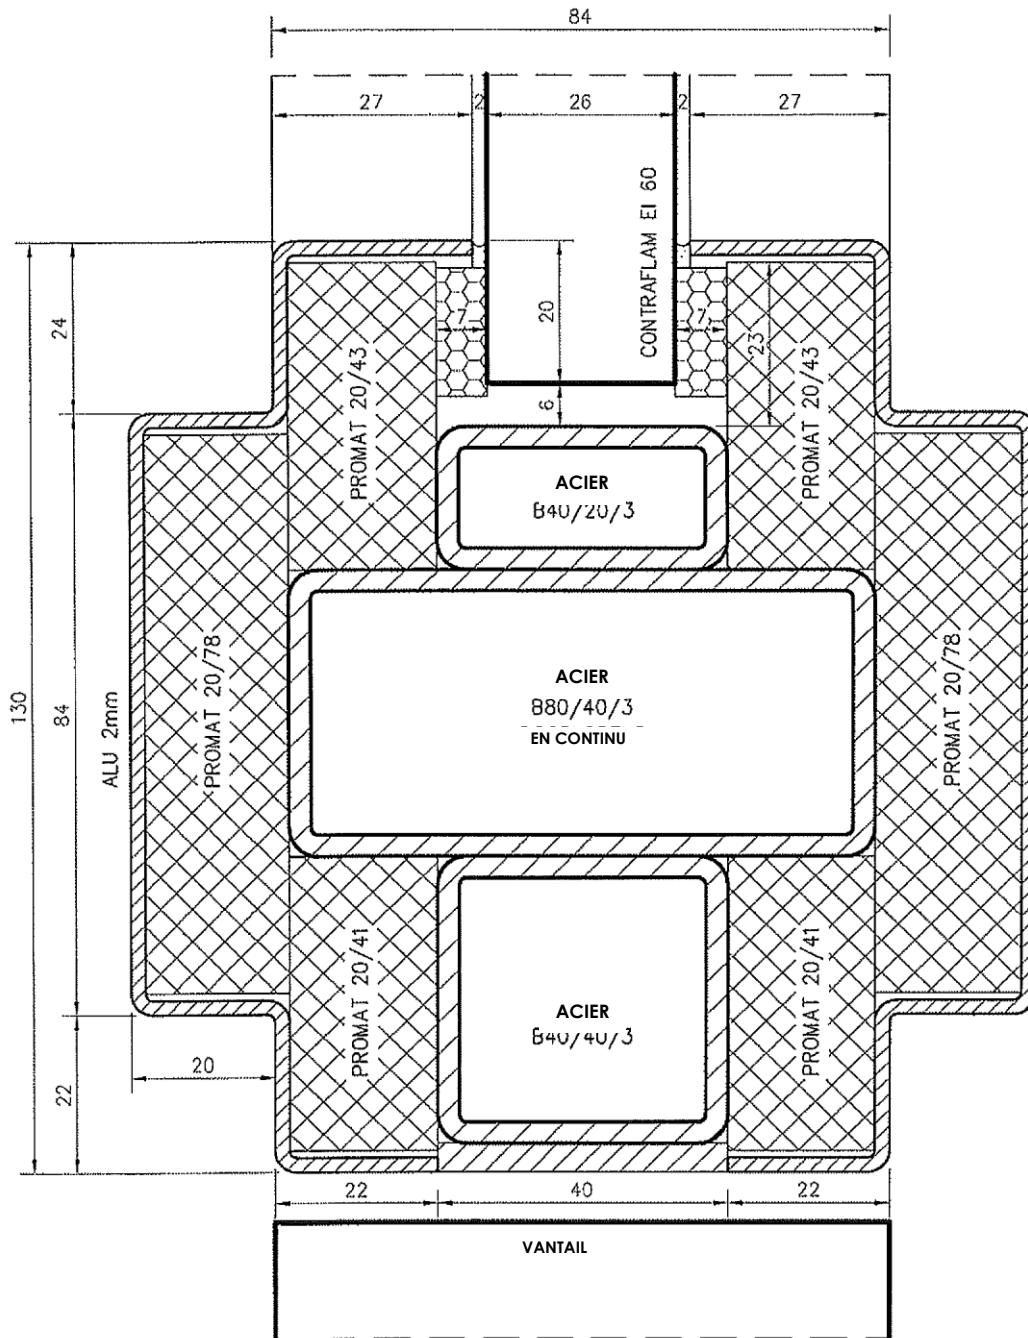 84
27
2
26
2
27
CONTRAFLAM EI 60
24
20
7
7
23
6
PROMAT 20/43
PROMAT 20/43
ACIER
B40/20/3
130
84
ALU 2mm
PROMAT 20/78
ACIER
B80/40/3
EN CONTINU
PROMAT 20/78
PROMAT 20/41
ACIER
B40/40/3
PROMAT 20/41
20
22
22
40
22
VANTAIL